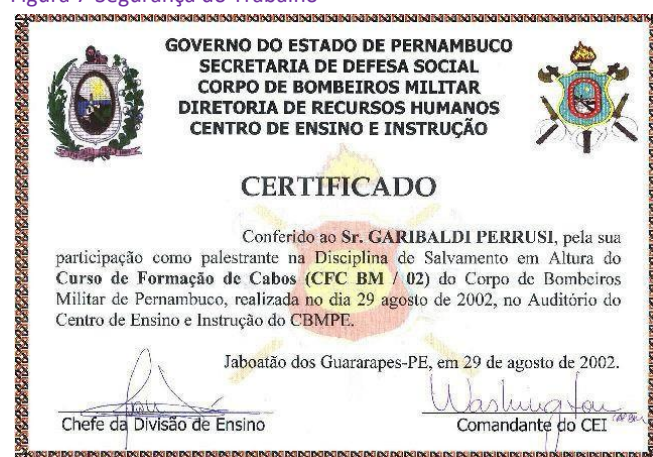 Figura 7 Segurança do Trabalho
GOVERNO DO ESTADO DE PERNAMBUCO
SECRETARIA DE DEFESA SOCIAL
CORPO DE BOMBEIROS MILITAR
DIRETORIA DE RECURSOS HUMANOS
CENTRO DE ENSINO E INSTRUÇÃO
CERTIFICADO
Conferido ao Sr. GARIBALDI PERRUSI, pela sua
participação como palestrante na Disciplina de Salvamento em Altura do
Curso de Formação de Cabos (CFC BM / 02) do Corpo de Bombeiros
Militar de Pernambuco, realizada no dia 29 agosto de 2002, no Auditório do
Centro de Ensino e Instrução do CBMPE.
Jaboatão dos Guararapes-PE, em 29 de agosto de 2002.
Washington
Chefe da Divisão de Ensino
Comandante do CEI